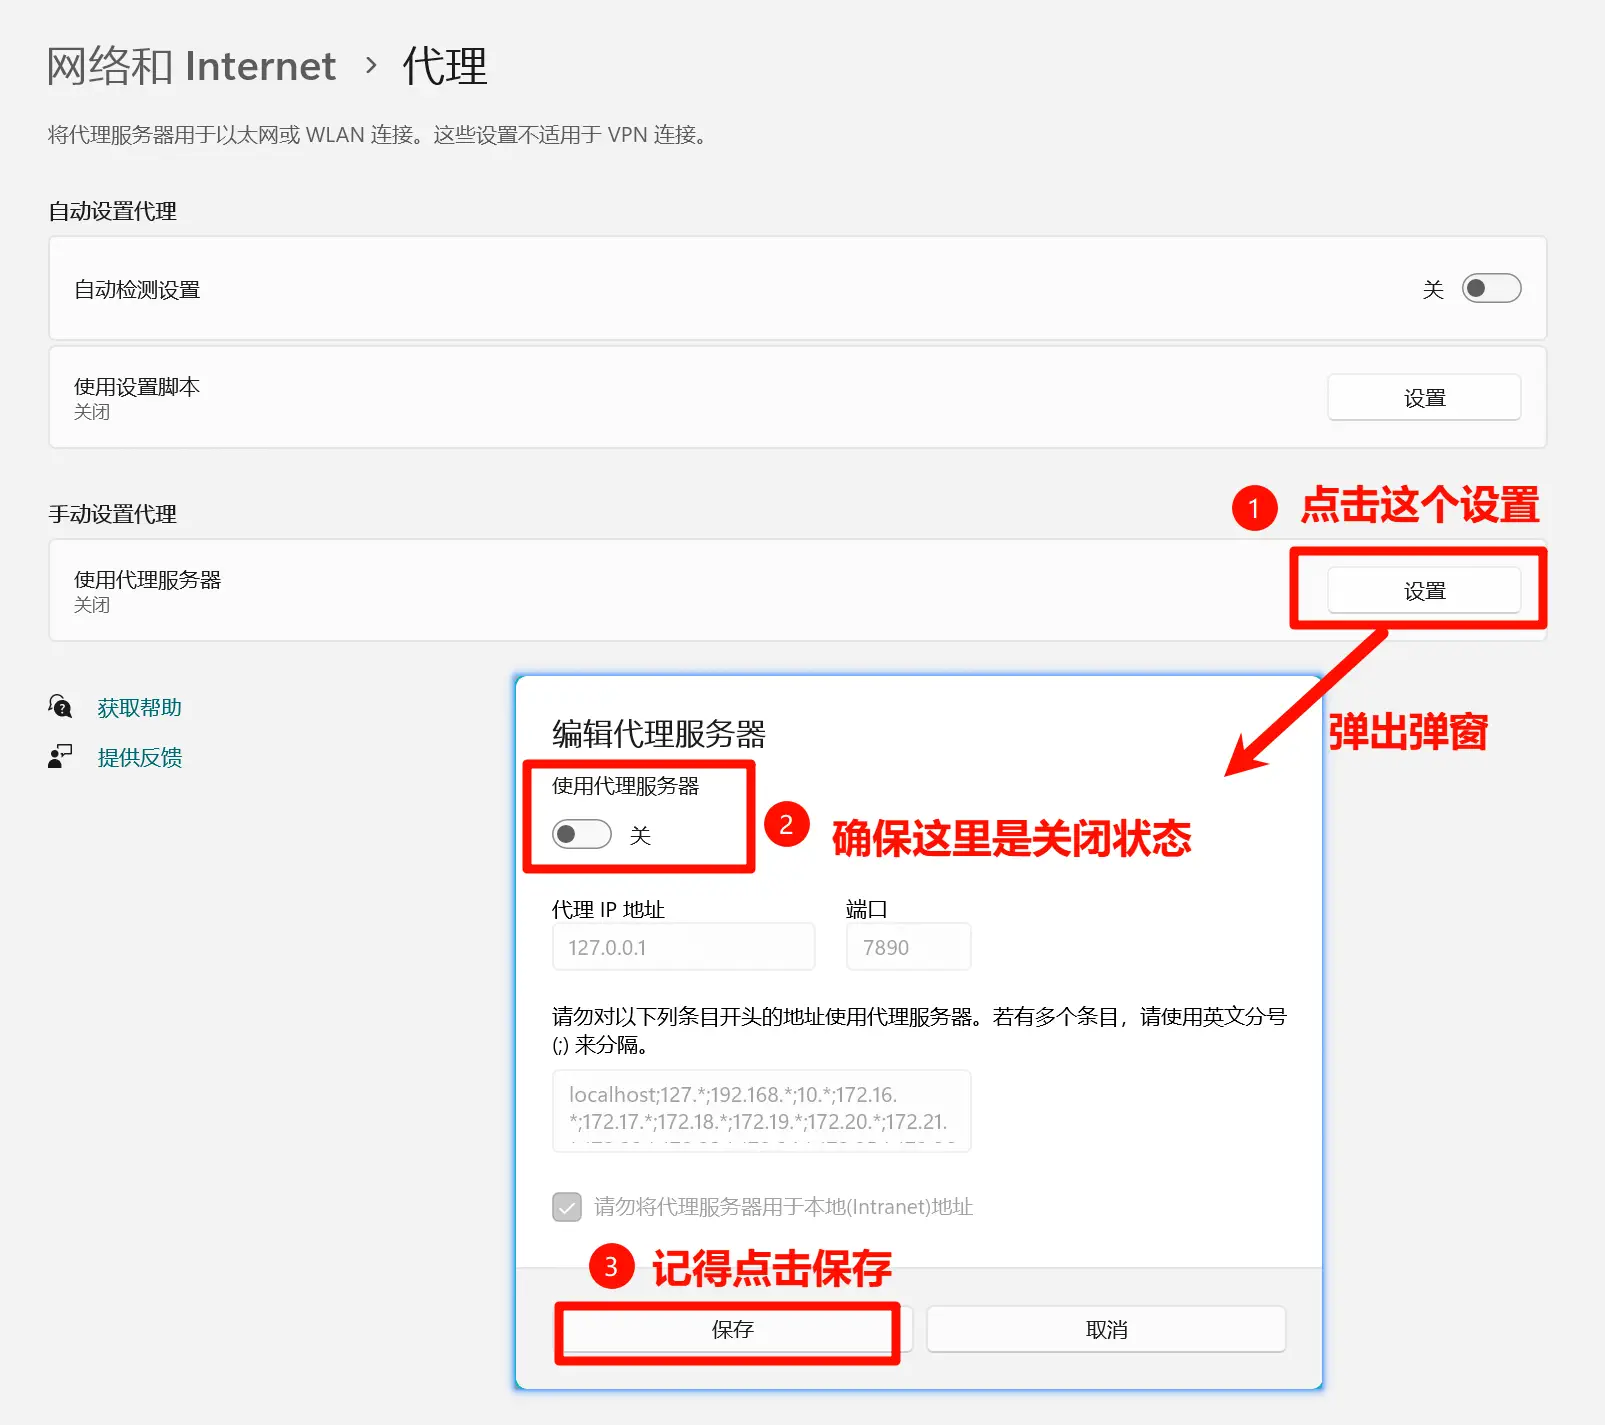 网络和 Internet › 代理
将代理服务器用于以太网或 WLAN 连接。这些设置不适用于 VPN 连接。
自动设置代理
自动检测设置
关
使用设置脚本
关闭
设置
手动设置代理
1 点击这个设置
使用代理服务器
关闭
设置
获取帮助
提供反馈
弹出弹窗
编辑代理服务器
使用代理服务器
关
2 确保这里是关闭状态
代理 IP 地址
端口
127.0.0.1
7890
请勿对以下列条目开头的地址使用代理服务器。若有多个条目，请使用英文分号
(;) 来分隔。
localhost;127.*;192.168.*;10.*;172.16.
*;172.17.*;172.18.*;172.19.*;172.20.*;172.21.
请勿将代理服务器用于本地(Intranet)地址
3 记得点击保存
保存
取消